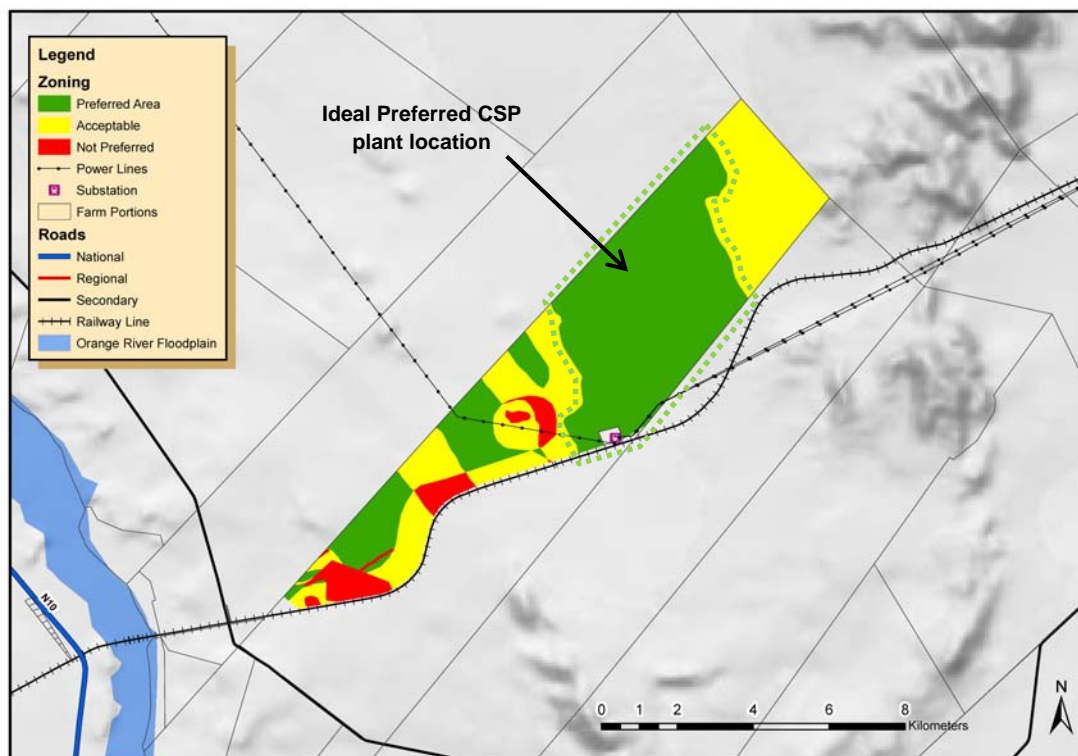 Legend
Zoning
Preferred Area
Acceptable
Not Preferred
Power Lines
Substation
Farm Portions
Roads
National
Regional
Secondary
Railway Line
Orange River Floodplain
Ideal Preferred CSP
plant location
N10
N
0 1 2 4 6 8
Kilometers